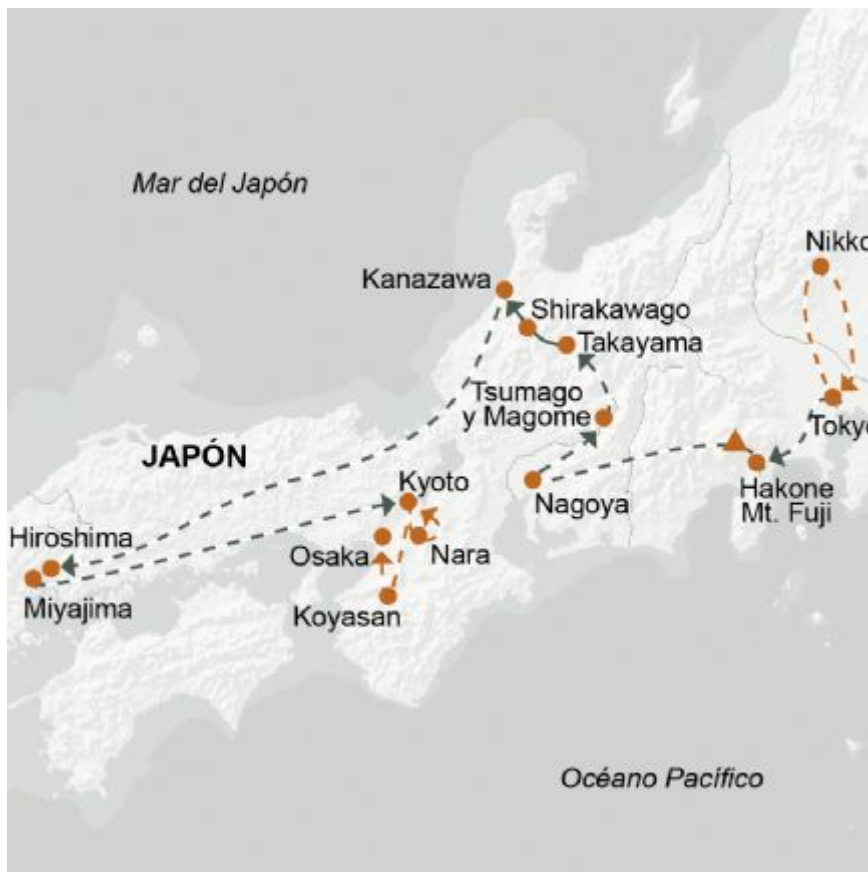 Mar del Japón
Nikko
Kanazawa
Shirakawago
Takayama
Tsumago
y Magome
Tokyo
JAPÓN
Kyoto
Nagoya
Hakone
Mt. Fuji
Hiroshima
Osaka
Nara
Miyajima
Koyasan
Océano Pacífico